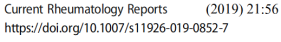 Current Rheumatology Reports (2019) 21:56
https://doi.org/10.1007/s11926-019-0852-7